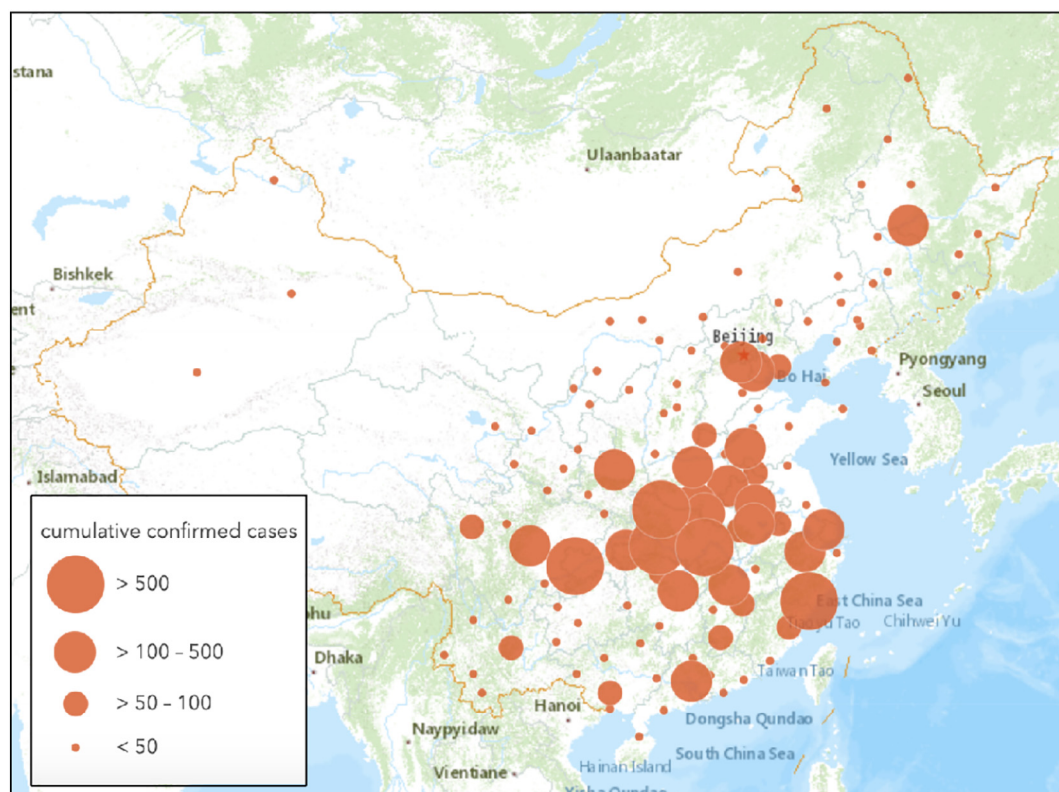 stana
Ulaanbaatar
Bishkek
ent
Beijing
Pyongyang
Bo Hai
Seoul
Yellow Sea
Islamabad
cumulative confirmed cases
> 500
> 100 – 500
> 50 – 100
< 50
hu
East China Sea
Chihwei Yu
Dhaka
Taiwan Tao
Hanoi
Dongsha Qundao
Naypyidaw
South China Sea
Vientiane
Hainan Island